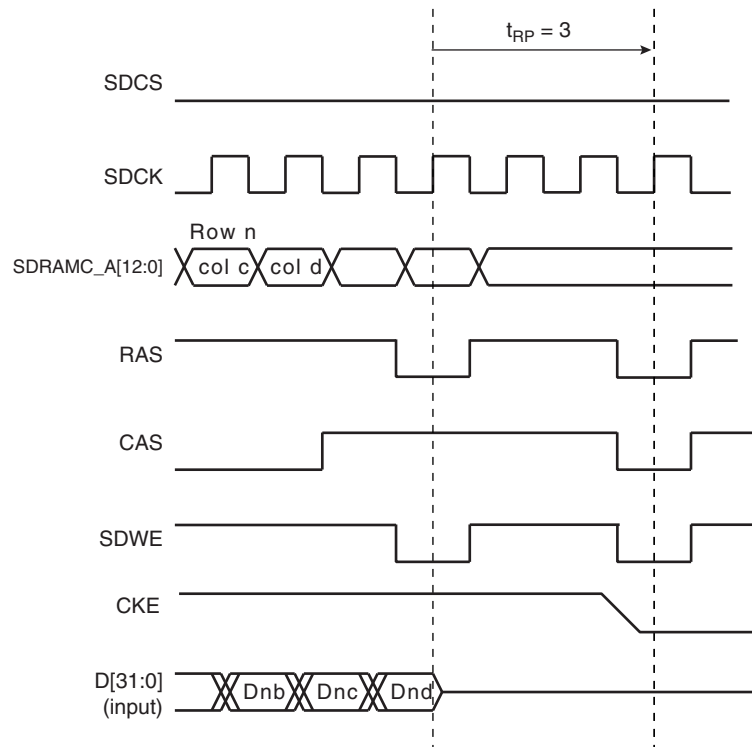 tRP = 3
SDCS
SDCK
Row n
SDRAMC_A[12:0]
col c
col d
RAS
CAS
SDWE
CKE
D[31:0]
(input)
Dnb
Dnc
Dnd